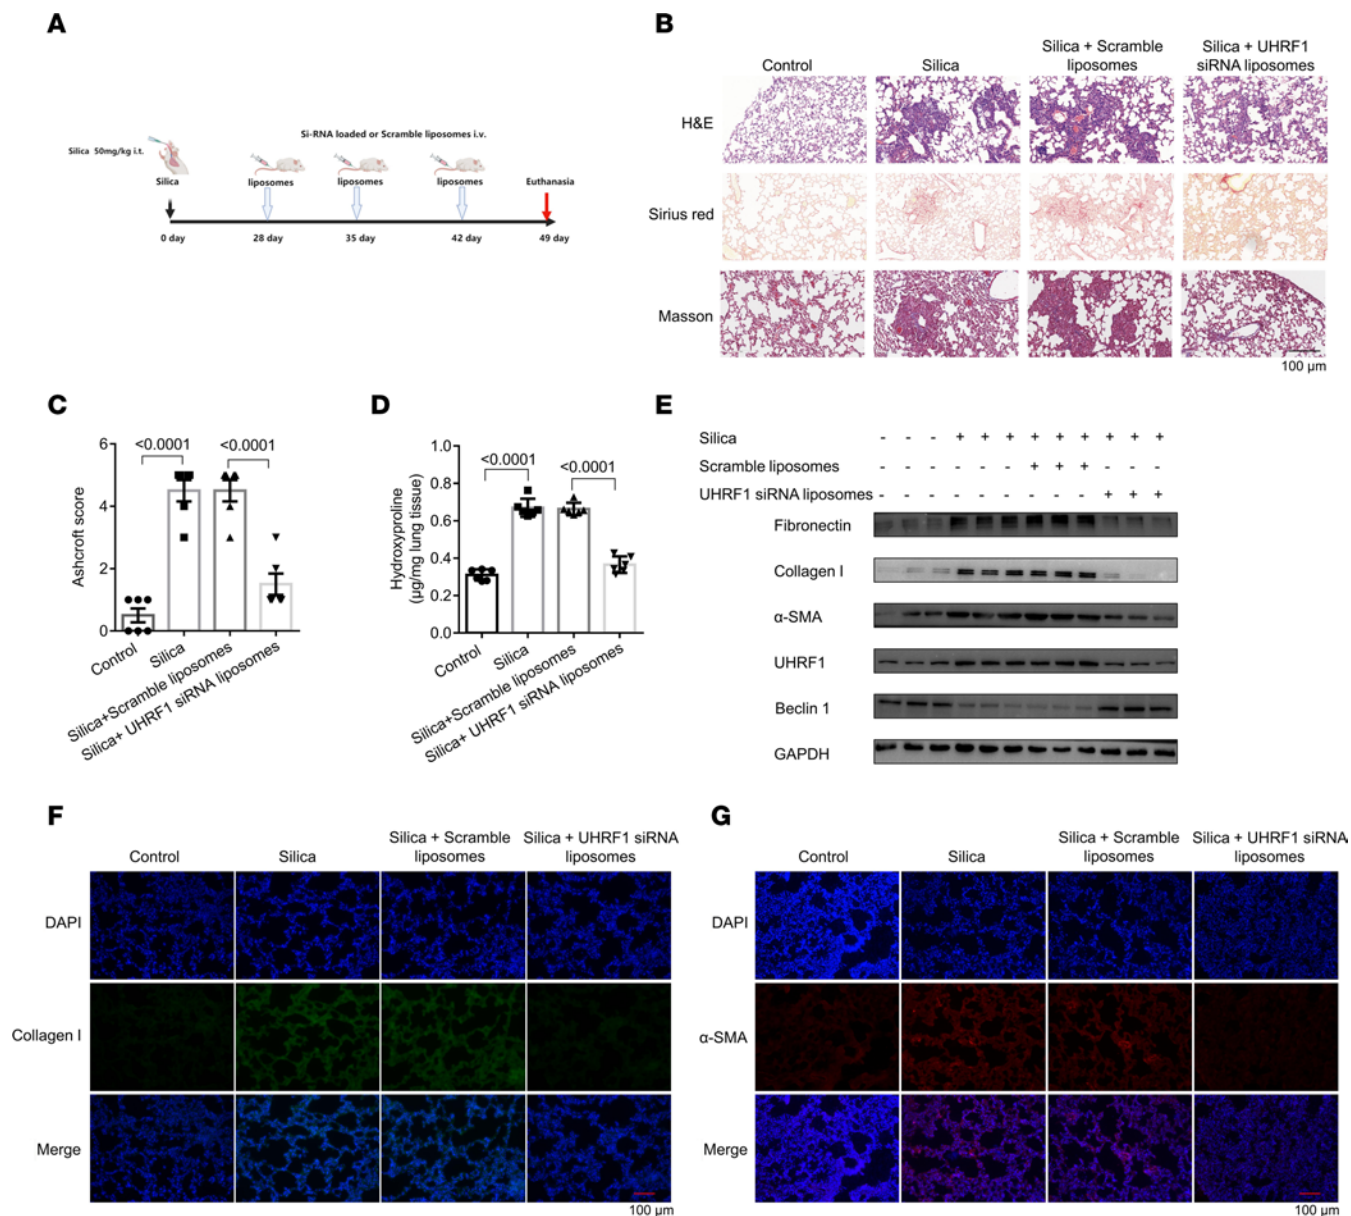 A
Si-RNA loaded or Scramble liposomes i.v.
Silica 50mg/kg i.t.
Silica
liposomes
liposomes
liposomes
Euthanasia
0 day
28 day
35 day
42 day
49 day
B
Control
Silica
Silica + Scramble
liposomes
Silica + UHRF1
siRNA liposomes
H&E
Sirius red
Masson
100 µm
C
Ashcroft score
6
4
2
0
<0.0001
<0.0001
Control
Silica
Silica+Scramble liposomes
Silica+ UHRF1 siRNA liposomes
D
Hydroxyproline
(µg/mg lung tissue)
1.0
0.8
0.6
0.4
0.2
0.0
<0.0001
<0.0001
Control
Silica
Silica+Scramble liposomes
Silica+ UHRF1 siRNA liposomes
E
Silica - - - + + + + + + + + +
Scramble liposomes - - - - - - + + + - - -
UHRF1 siRNA liposomes - - - - - - - - - + + +
Fibronectin
Collagen I
α-SMA
UHRF1
Beclin 1
GAPDH
F
Control
Silica
Silica + Scramble
liposomes
Silica + UHRF1 siRNA
liposomes
DAPI
Collagen I
Merge
100 µm
G
Control
Silica
Silica + Scramble
liposomes
Silica + UHRF1 siRNA
liposomes
DAPI
α-SMA
Merge
100 µm